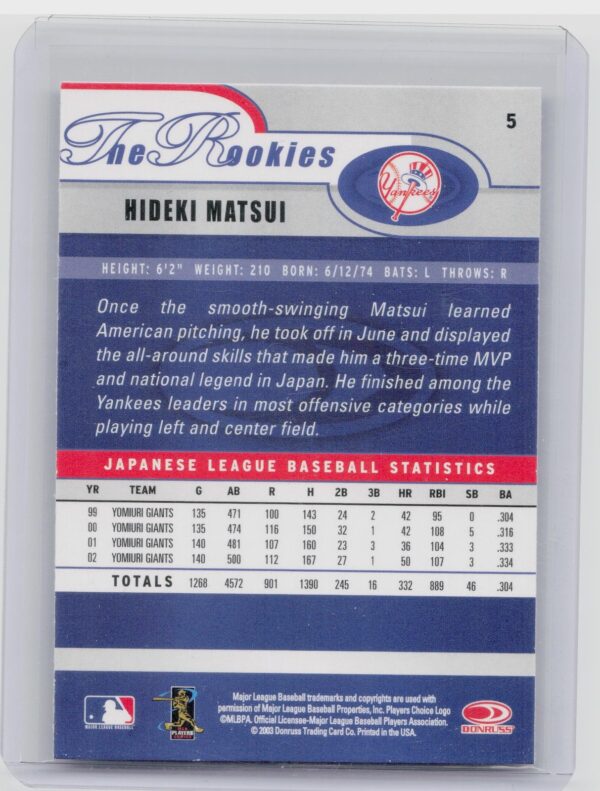 5
The Rookies
Yankees
HIDEKI MATSUI
HEIGHT: 6'2" WEIGHT: 210 BORN: 6/12/74 BATS: L THROWS: R
Once the smooth-swinging Matsui learned
American pitching, he took off in June and displayed
the all-around skills that made him a three-time MVP
and national legend in Japan. He finished among the
Yankees leaders in most offensive categories while
playing left and center field.
JAPANESE LEAGUE BASEBALL STATISTICS
YR TEAM G AB R H 2B 3B HR RBI SB BA
99 YOMIURI GIANTS 135 471 100 143 24 2 42 95 0 .304
00 YOMIURI GIANTS 135 474 116 150 32 1 42 108 5 .316
01 YOMIURI GIANTS 140 481 107 160 23 3 36 104 3 .333
02 YOMIURI GIANTS 140 500 112 167 27 1 50 107 3 .334
TOTALS 1268 4572 901 1390 245 16 332 889 46 .304
Major League Baseball trademarks and copyrights are used with
permission of Major League Baseball Properties, Inc. Players Choice Logo
©MLBPA. Official Licensee-Major League Baseball Players Association.
© 2003 Donruss Trading Card Co. Printed in the USA.
MAJOR LEAGUE BASEBALL
PLAYERS
CHOICE
DONRUSS